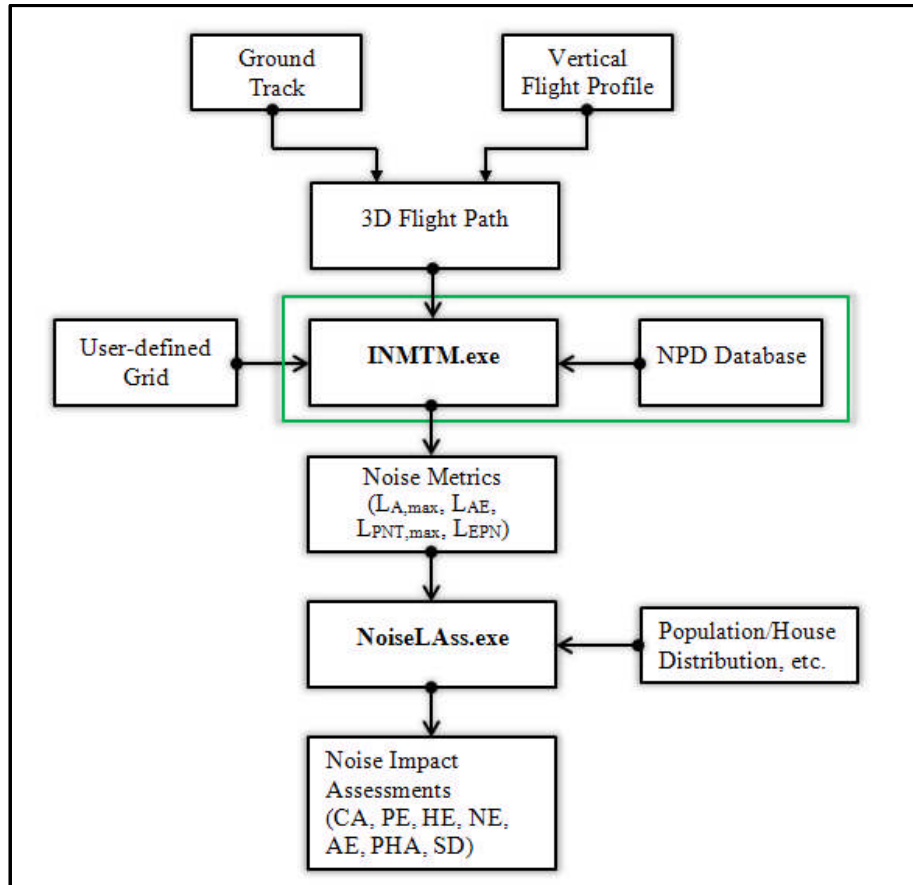 Ground
Track
Vertical
Flight Profile
3D Flight Path
User-defined
Grid
INMTM.exe
NPD Database
Noise Metrics
(LA,max, LAE,
LPNT,max, LEPN)
NoiseLAss.exe
Population/House
Distribution, etc.
Noise Impact
Assessments
(CA, PE, HE, NE,
AE, PHA, SD)